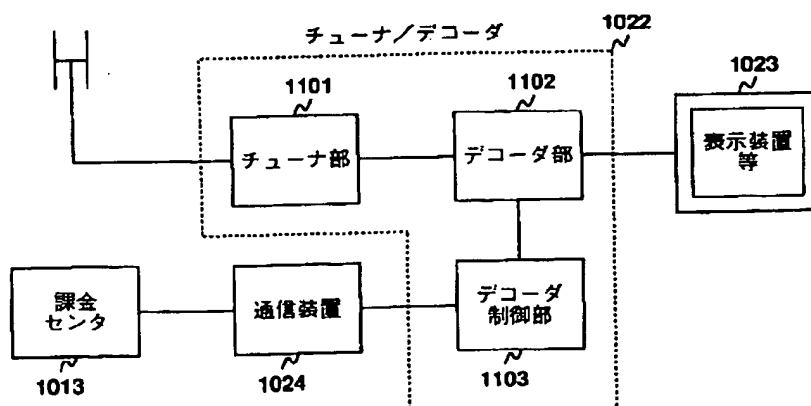 チューナ/デコーダ
1022
1101
1102
1023
チューナ部
デコーダ部
表示装置
等
課金
センタ
通信装置
デコーダ
制御部
1013
1024
1103